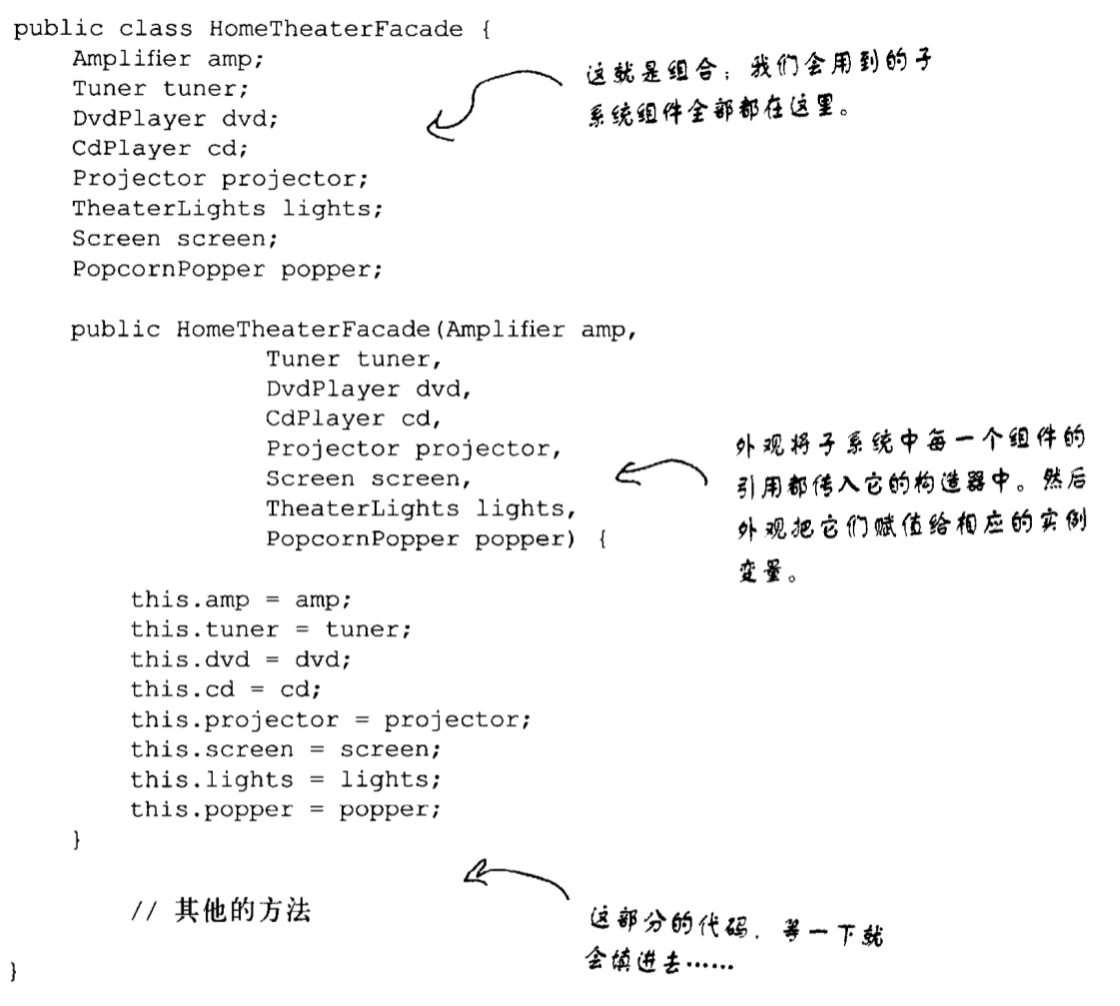 public class HomeTheaterFacade {
Amplifier amp;
Tuner tuner;
DvdPlayer dvd;
CdPlayer cd;
Projector projector;
TheaterLights lights;
Screen screen;
PopcornPopper popper;
这就是组合；我们会用到的子
系统组件全部都在这里。
public HomeTheaterFacade(Amplifier amp,
Tuner tuner,
DvdPlayer dvd,
CdPlayer cd,
Projector projector,
Screen screen,
TheaterLights lights,
PopcornPopper popper) {
外观将子系统中每一个组件的
引用都传入它的构造器中。然后
外观把它们赋值给相应的实例
变量。
this.amp = amp;
this.tuner = tuner;
this.dvd = dvd;
this.cd = cd;
this.projector = projector;
this.screen = screen;
this.lights = lights;
this.popper = popper;
}
// 其他的方法
这部分的代码，等一下就
会填进去……
}